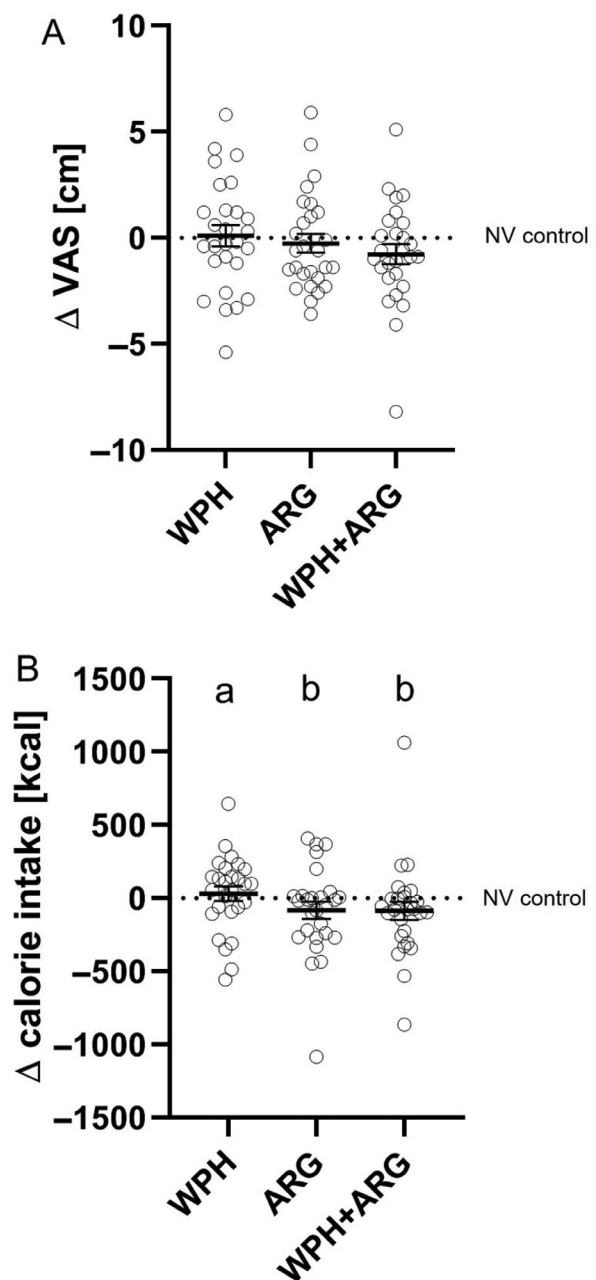 A
Δ VAS [cm]
10
5
0
–5
–10
NV control
WPH
ARG
WPH+ARG
B
Δ calorie intake [kcal]
1500
1000
500
0
–500
–1000
–1500
a b b
NV control
WPH
ARG
WPH+ARG